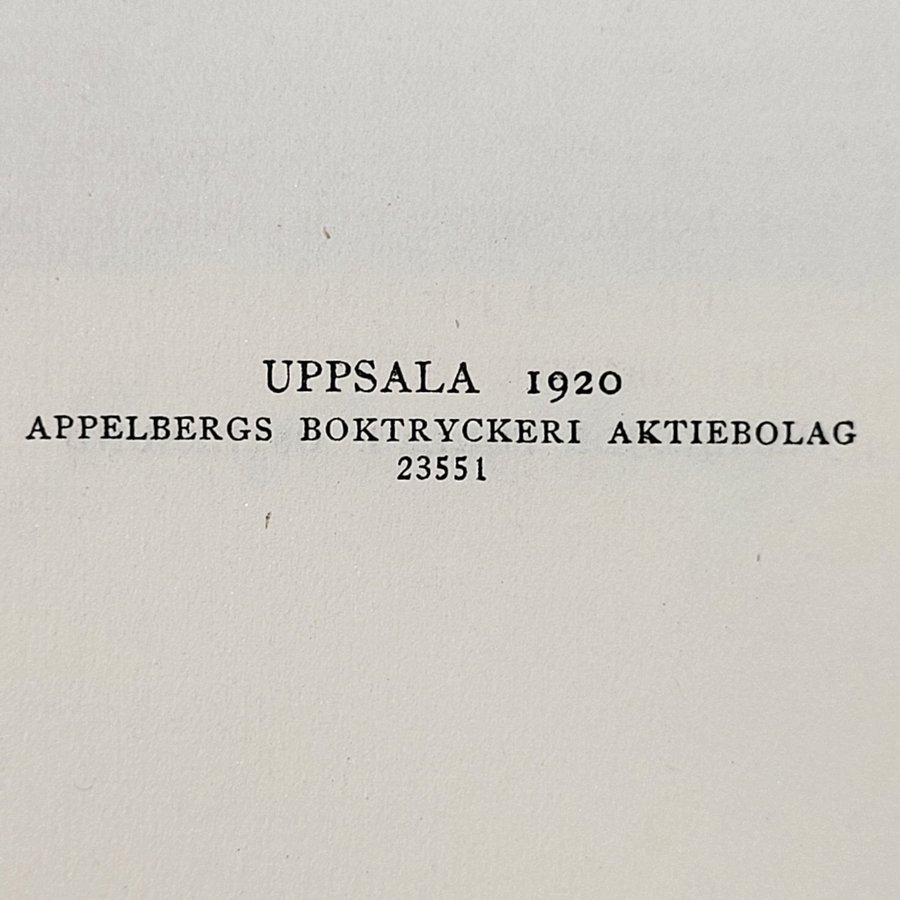 UPPSALA 1920
APPELBERGS BOKTRYCKERI AKTIEBOLAG
23551